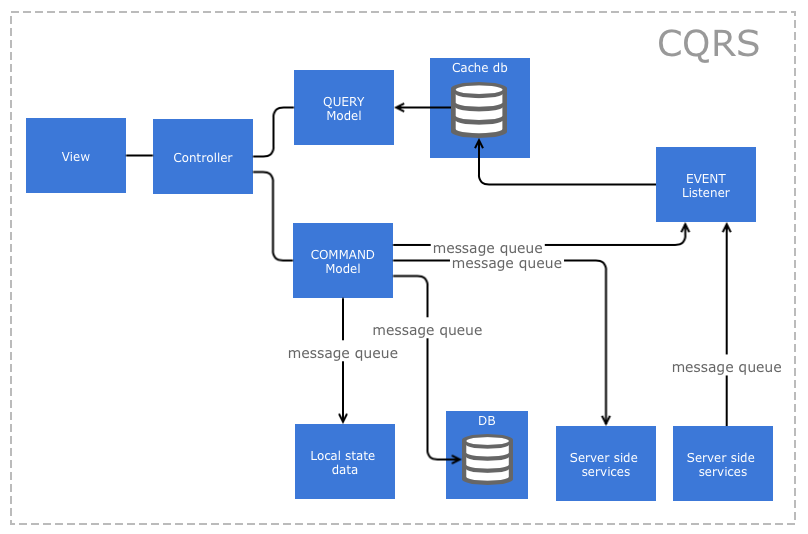 CQRS
Cache db
QUERY
Model
View
Controller
EVENT
Listener
COMMAND
Model
message queue
message queue
message queue
message queue
message queue
DB
Local state
data
Server side
services
Server side
services